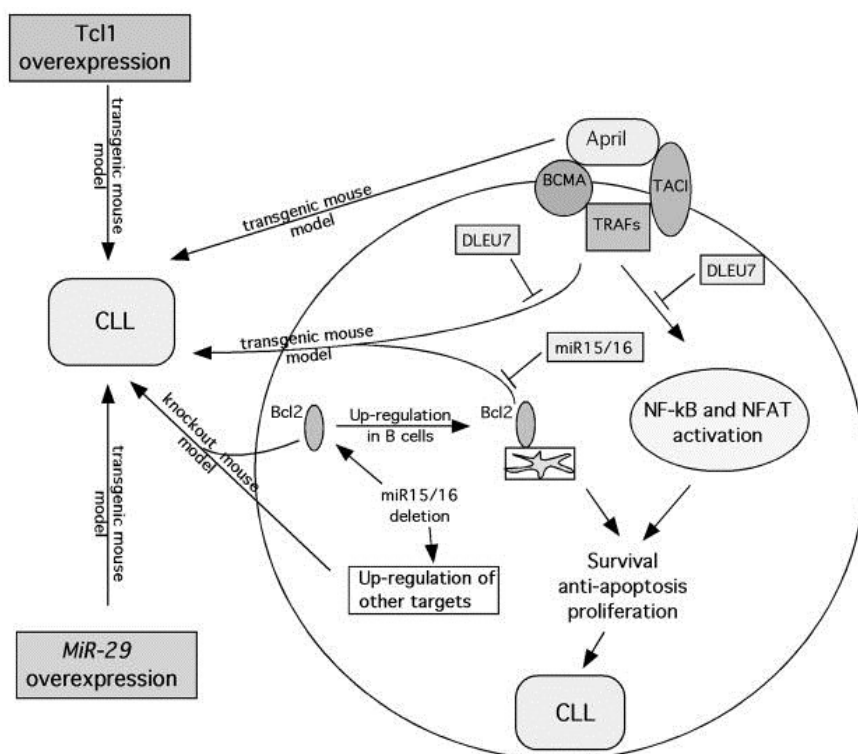 Tcl1
overexpression
transgenic mouse
model
April
BCMA
TACI
TRAFs
transgenic mouse
model
DLEU7
DLEU7
CLL
transgenic mouse
model
miR15/16
Bcl2
Up-regulation
in B cells
Bcl2
NF-kB and NFAT
activation
knockout mouse
model
miR15/16
deletion
transgenic mouse
model
Up-regulation of
other targets
Survival
anti-apoptosis
proliferation
MiR-29
overexpression
CLL